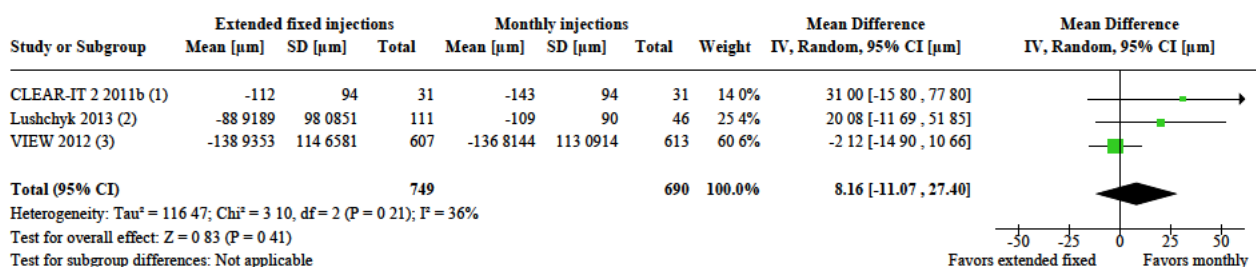 Extended fixed injections Monthly injections Mean Difference Mean Difference
Study or Subgroup Mean [µm] SD [µm] Total Mean [µm] SD [µm] Total Weight IV, Random, 95% CI [µm] IV, Random, 95% CI [µm]
CLEAR-IT 2 2011b (1) -112 94 31 -143 94 31 14 0% 31 00 [-15 80 , 77 80]
Lushchyk 2013 (2) -88 9189 98 0851 111 -109 90 46 25 4% 20 08 [-11 69 , 51 85]
VIEW 2012 (3) -138 9353 114 6581 607 -136 8144 113 0914 613 60 6% -2 12 [-14 90 , 10 66]
Total (95% CI) 749 690 100.0% 8.16 [-11.07 , 27.40]
Heterogeneity: Tau² = 116 47; Chi² = 3 10, df = 2 (P = 0 21); I² = 36%
Test for overall effect: Z = 0 83 (P = 0 41)
Test for subgroup differences: Not applicable
-50 -25 0 25 50
Favors extended fixed Favors monthly